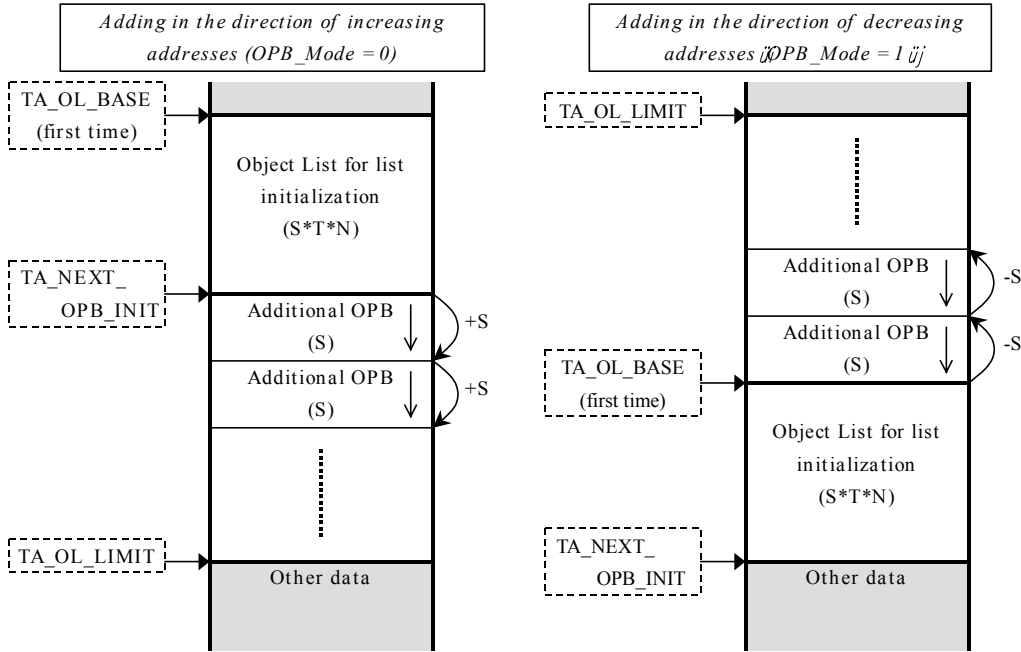 Adding in the direction of increasing
addresses (OPB_Mode = 0)
TA_OL_BASE
(first time)
Object List for list
initialization
(S*T*N)
TA_NEXT_
OPB_INIT
Additional OPB
(S)
+S
Additional OPB
(S)
+S
TA_OL_LIMIT
Other data
Adding in the direction of decreasing
addresses OPB_Mode = 1 üj
TA_OL_LIMIT
Additional OPB
(S)
-S
Additional OPB
(S)
-S
TA_OL_BASE
(first time)
Object List for list
initialization
(S*T*N)
TA_NEXT_
OPB_INIT
Other data